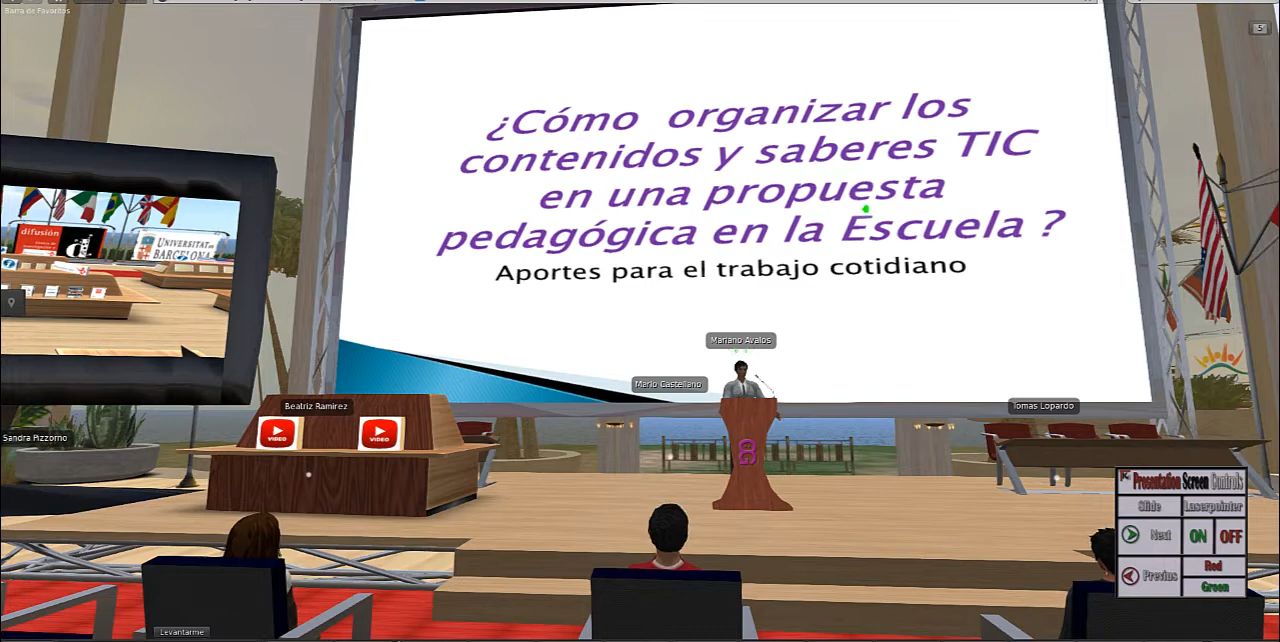 Barra de Favoritos
5
¿Cómo organizar los
contenidos y saberes TIC
en una propuesta
pedagógica en la Escuela ?
Aportes para el trabajo cotidiano
difusión
UNIVERSITAT DE
BARCELONA
Mariano Avalos
Mario Castellano
Beatriz Ramirez
Tomas Lopardo
Sandra Pizzorno
VIDEO
VIDEO
Presentation Screen Controls
Slide
Laserpointer
Next
ON
OFF
Previus
Red
Green
Levantarme